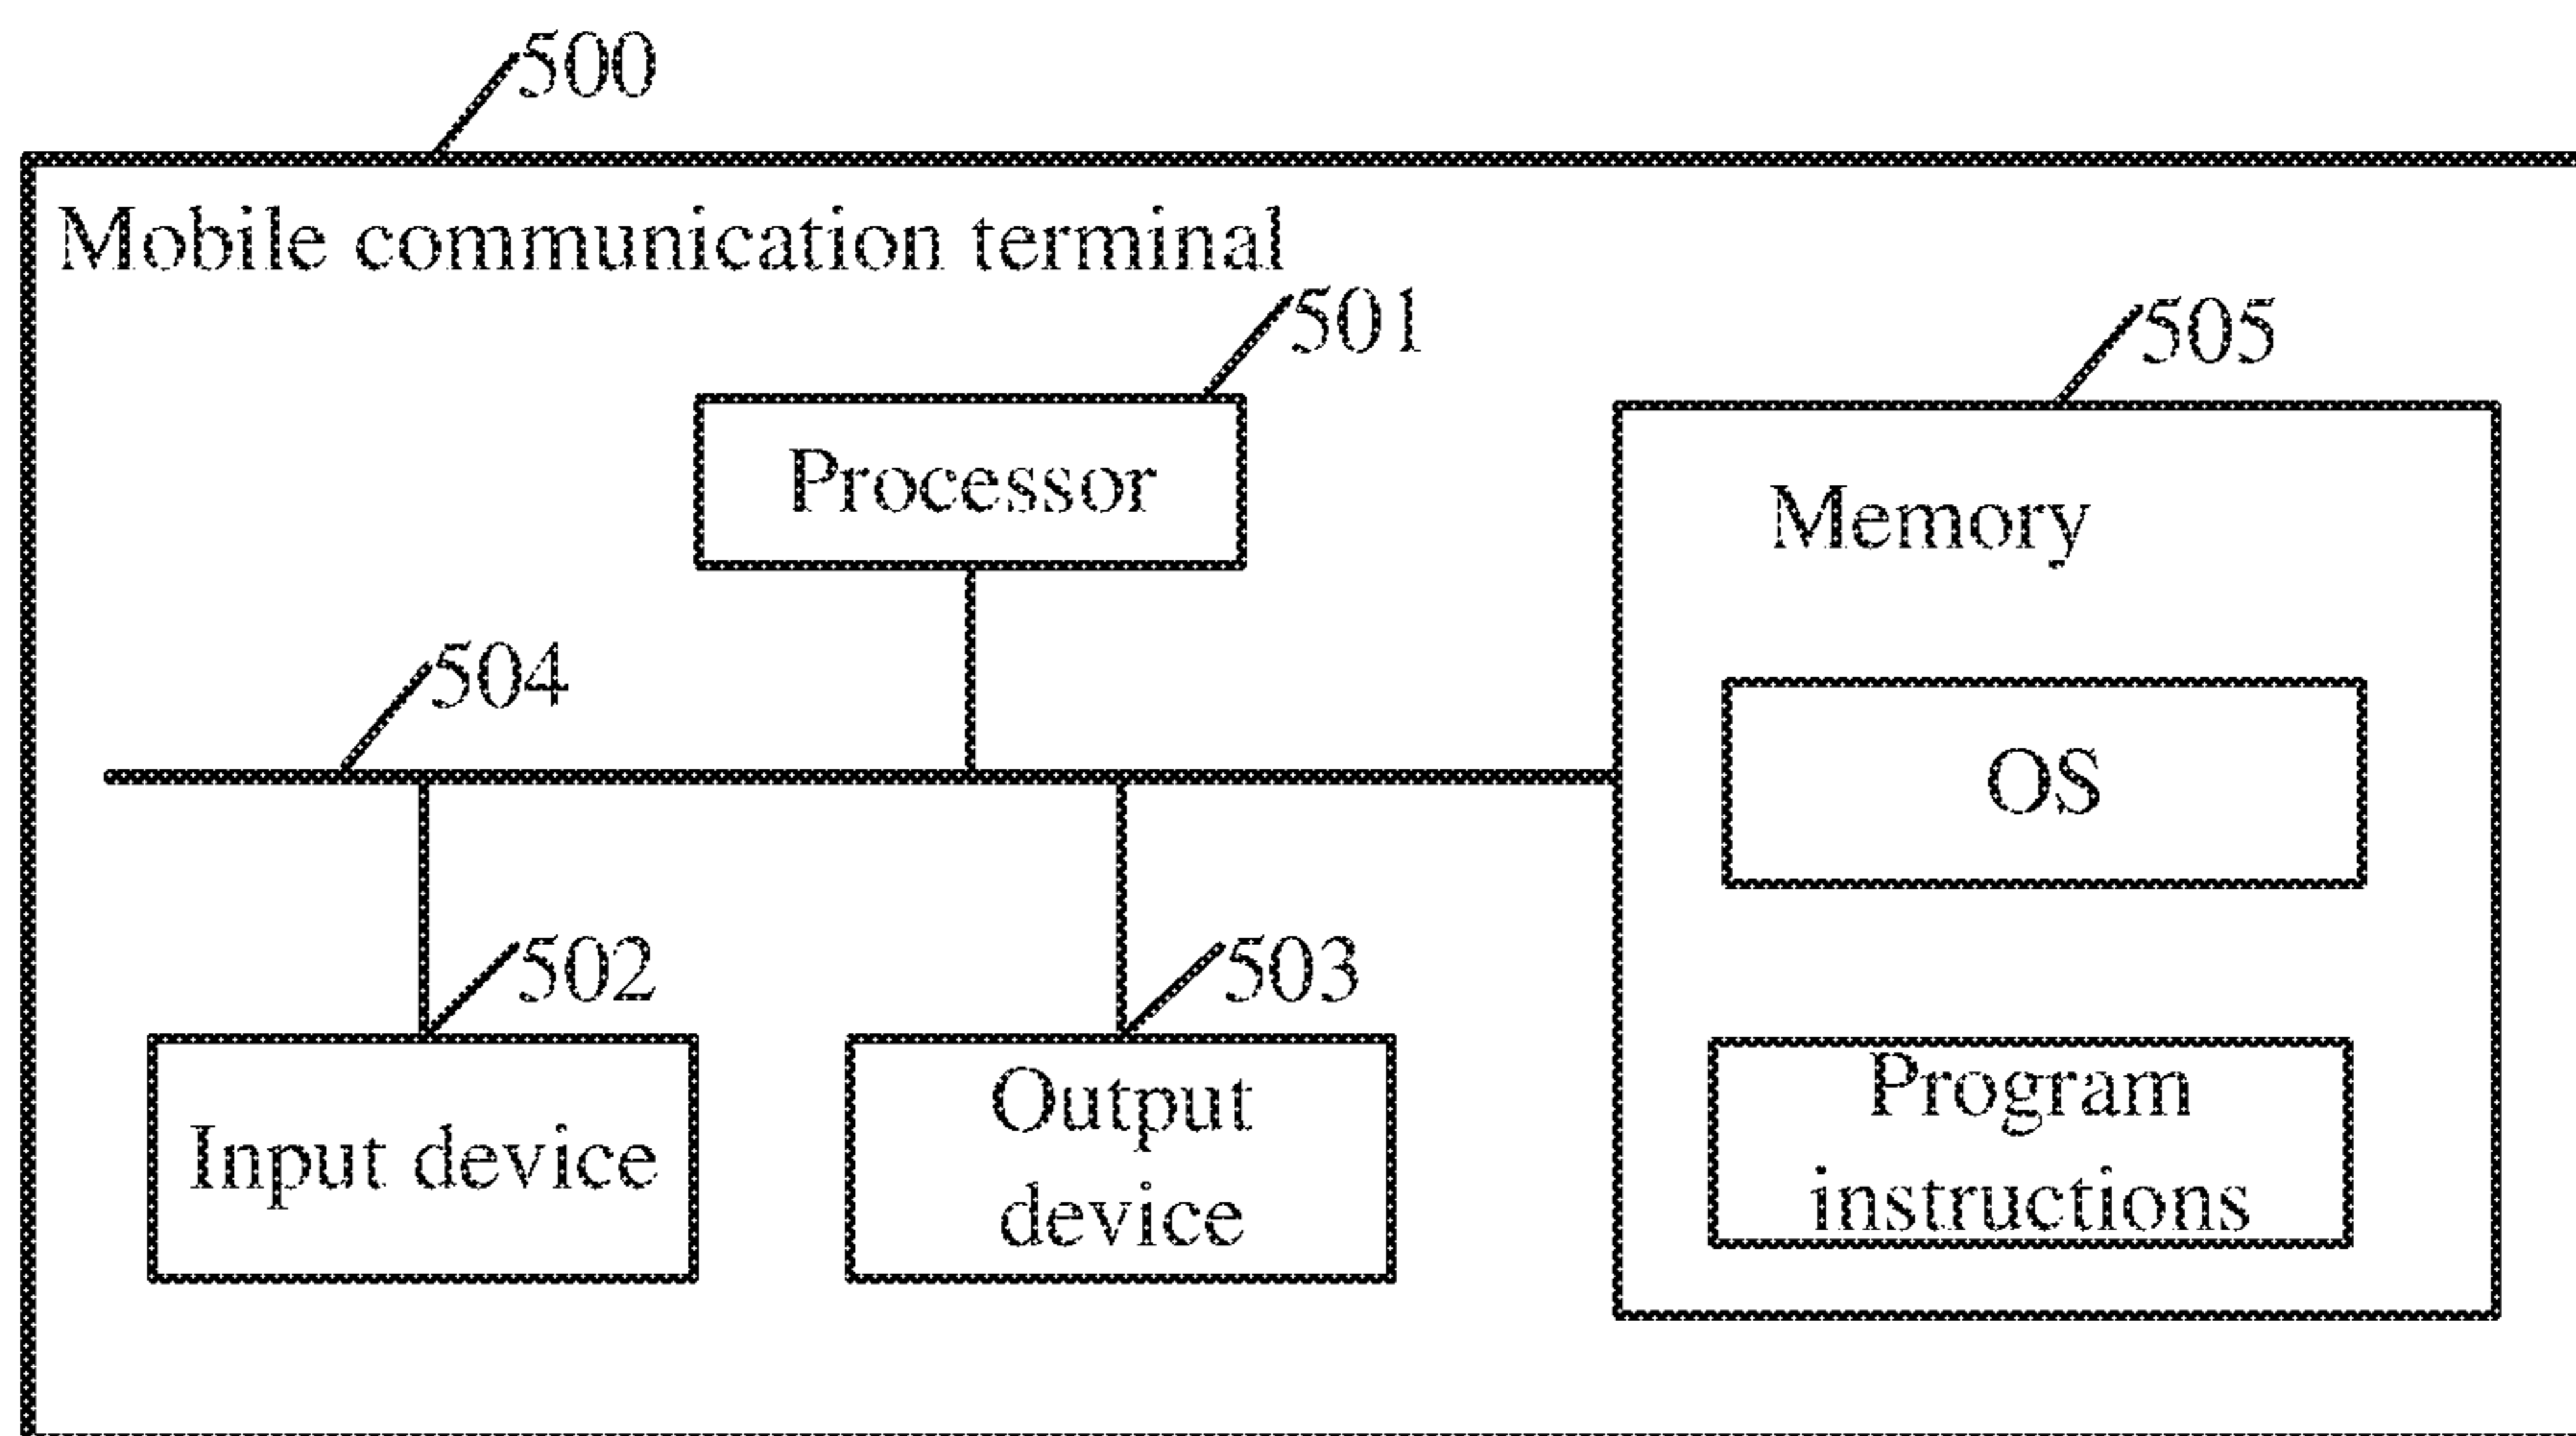 500
Mobile communication terminal
501
505
Processor
Memory
504
OS
502
503
Input device
Output
device
Program
instructions